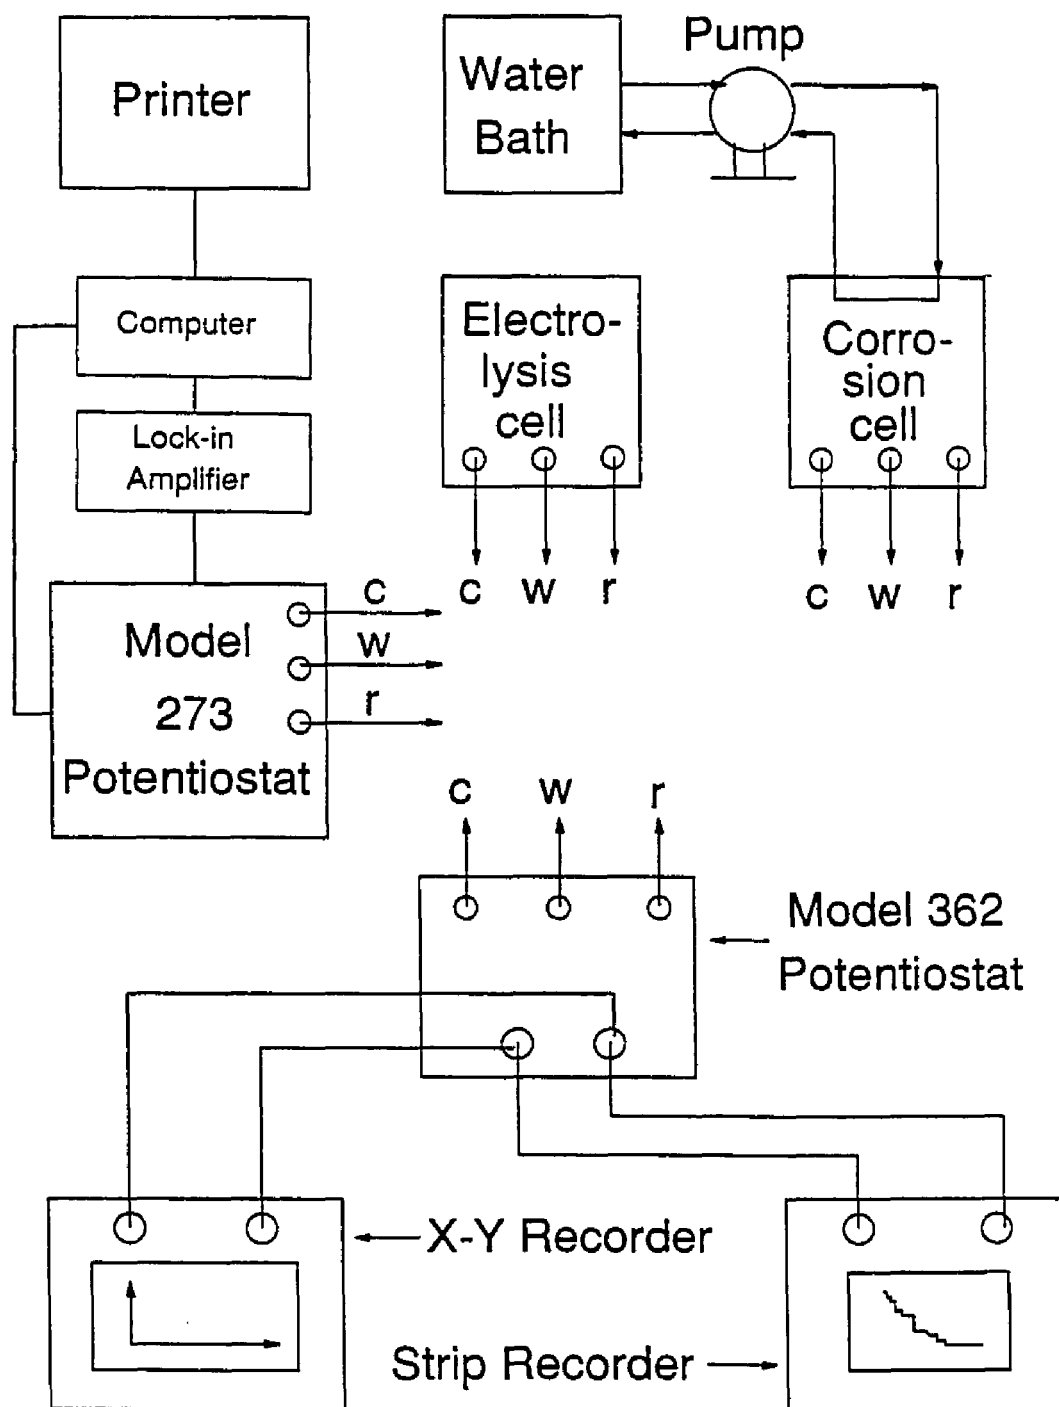 Printer
Pump
Water
Bath
Computer
Lock-in
Amplifier
Electro-
lysis
cell
c w r
Corro-
sion
cell
c w r
Model
273
Potentiostat
c
w
r
c w r
Model 362
Potentiostat
X-Y Recorder
Strip Recorder